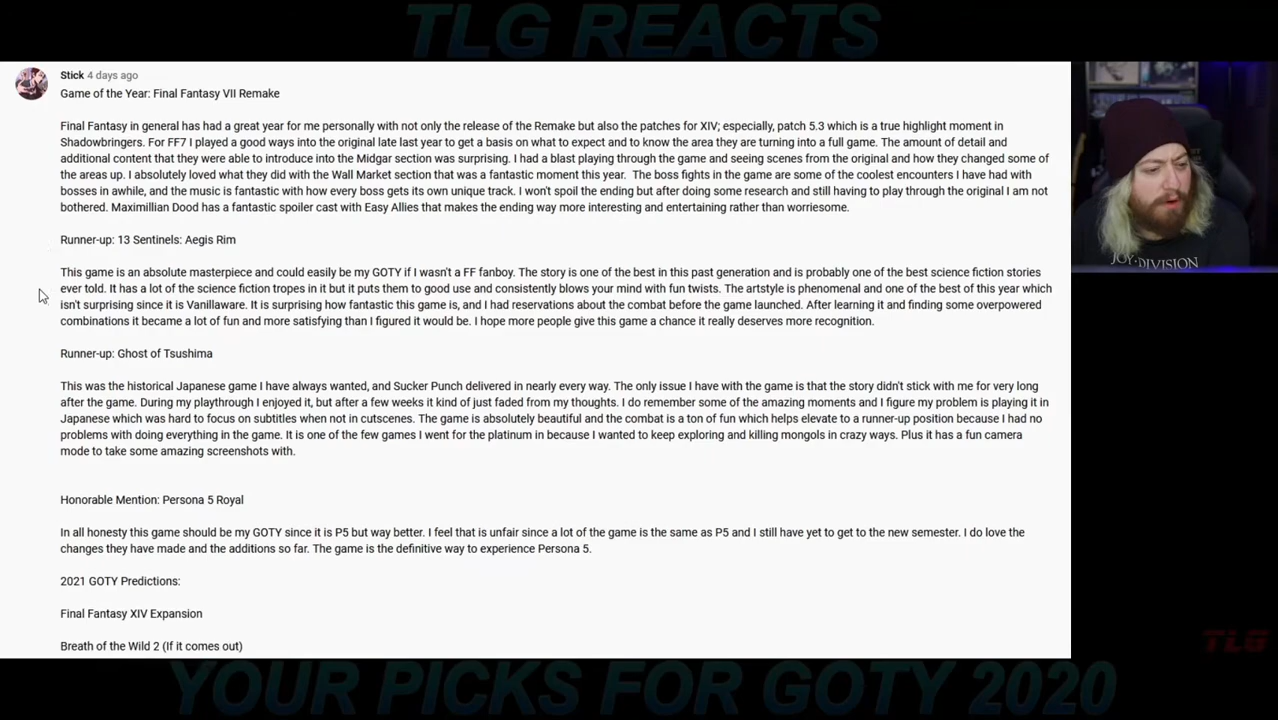 TLG REACTS
Stick 4 days ago
Game of the Year: Final Fantasy VII Remake
Final Fantasy in general has had a great year for me personally with not only the release of the Remake but also the patches for XIV; especially, patch 5.3 which is a true highlight moment in
Shadowbringers. For FF7 I played a good ways into the original late last year to get a basis on what to expect and to know the area they are turning into a full game. The amount of detail and
additional content that they were able to introduce into the Midgar section was surprising. I had a blast playing through the game and seeing scenes from the original and how they changed some of
the areas up. I absolutely loved what they did with the Wall Market section that was a fantastic moment this year. The boss fights in the game are some of the coolest encounters I have had with
bosses in awhile, and the music is fantastic with how every boss gets its own unique track. I won't spoil the ending but after doing some research and still having to play through the original I am not
bothered. Maximillian Dood has a fantastic spoiler cast with Easy Allies that makes the ending way more interesting and entertaining rather than worriesome.
Runner-up: 13 Sentinels: Aegis Rim
This game is an absolute masterpiece and could easily be my GOTY if I wasn't a FF fanboy. The story is one of the best in this past generation and is probably one of the best science fiction stories
ever told. It has a lot of the science fiction tropes in it but it puts them to good use and consistently blows your mind with fun twists. The artstyle is phenomenal and one of the best of this year which
isn't surprising since it is Vanillaware. It is surprising how fantastic this game is, and I had reservations about the combat before the game launched. After learning it and finding some overpowered
combinations it became a lot of fun and more satisfying than I figured it would be. I hope more people give this game a chance it really deserves more recognition.
Runner-up: Ghost of Tsushima
This was the historical Japanese game I have always wanted, and Sucker Punch delivered in nearly every way. The only issue I have with the game is that the story didn't stick with me for very long
after the game. During my playthrough I enjoyed it, but after a few weeks it kind of just faded from my thoughts. I do remember some of the amazing moments and I figure my problem is playing it in
Japanese which was hard to focus on subtitles when not in cutscenes. The game is absolutely beautiful and the combat is a ton of fun which helps elevate to a runner-up position because I had no
problems with doing everything in the game. It is one of the few games I went for the platinum in because I wanted to keep exploring and killing mongols in crazy ways. Plus it has a fun camera
mode to take some amazing screenshots with.
Honorable Mention: Persona 5 Royal
In all honesty this game should be my GOTY since it is P5 but way better. I feel that is unfair since a lot of the game is the same as P5 and I still have yet to get to the new semester. I do love the
changes they have made and the additions so far. The game is the definitive way to experience Persona 5.
2021 GOTY Predictions:
Final Fantasy XIV Expansion
Breath of the Wild 2 (If it comes out)
JOY DIVISION
TLG
YOUR PICKS FOR GOTY 2020